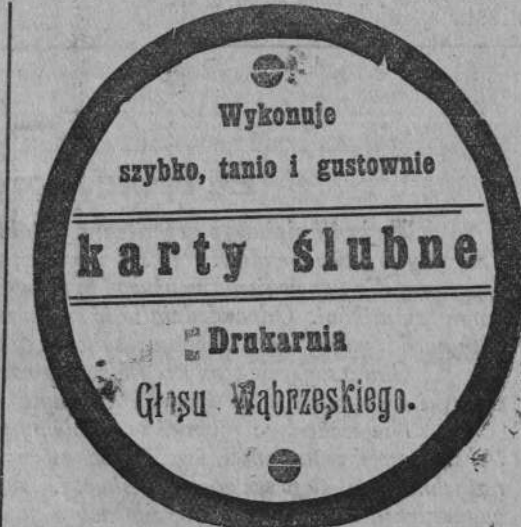 Wykonuje
szybko, tanio i gustownie
karty ślubne
Drukarnia
Głosu Wąbrzeskiego.